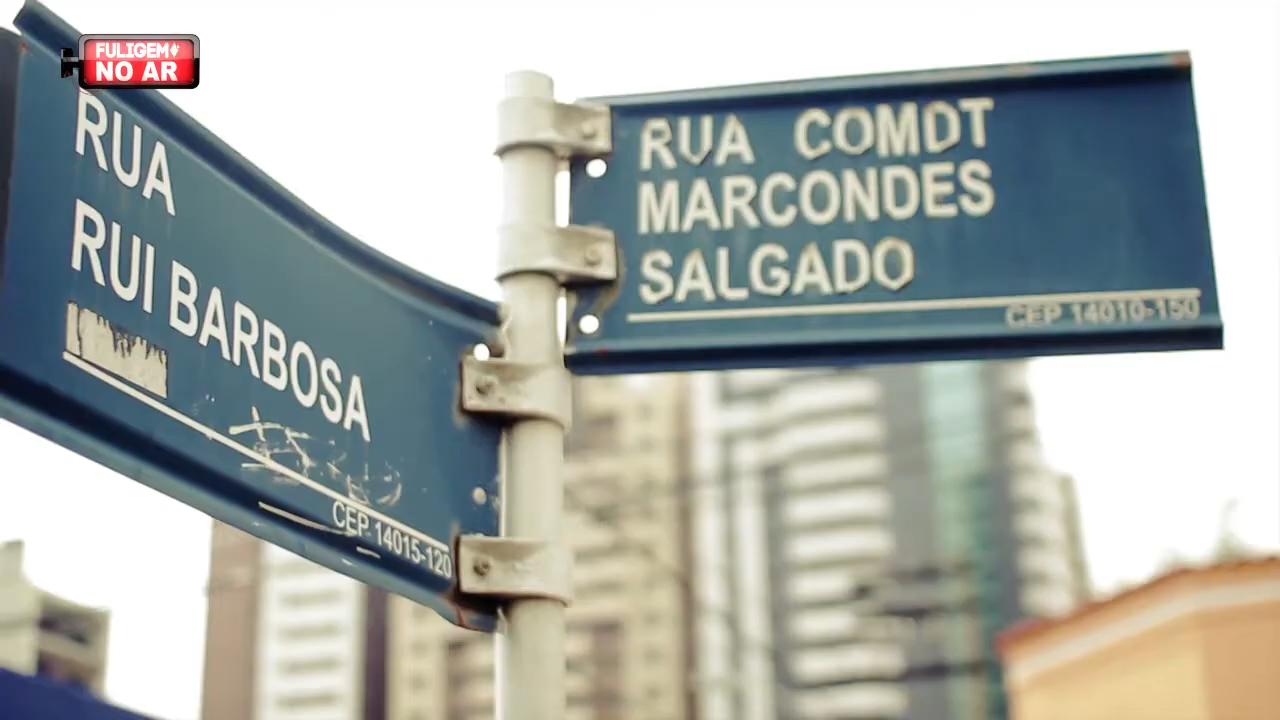 FULIGEM
NO AR
RUA
RUI BARBOSA
CEP 14015-120
RUA COMDT
MARCONDES
SALGADO
CEP 14010-150